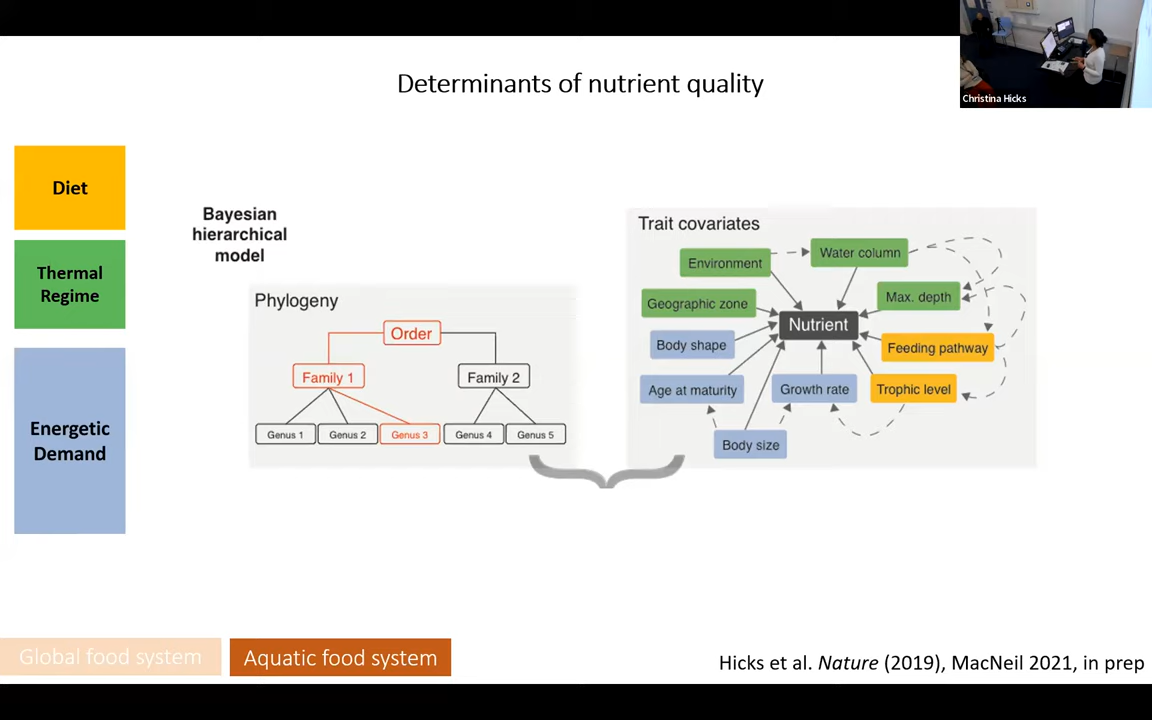 Determinants of nutrient quality
Christina Hicks
Diet
Thermal
Regime
Energetic
Demand
Bayesian
hierarchical
model
Phylogeny
Order
Family 1
Family 2
Genus 1
Genus 2
Genus 3
Genus 4
Genus 5
Trait covariates
Environment
Water column
Geographic zone
Max. depth
Nutrient
Body shape
Feeding pathway
Age at maturity
Growth rate
Trophic level
Body size
Global food system
Aquatic food system
Hicks et al. Nature (2019), MacNeil 2021, in prep